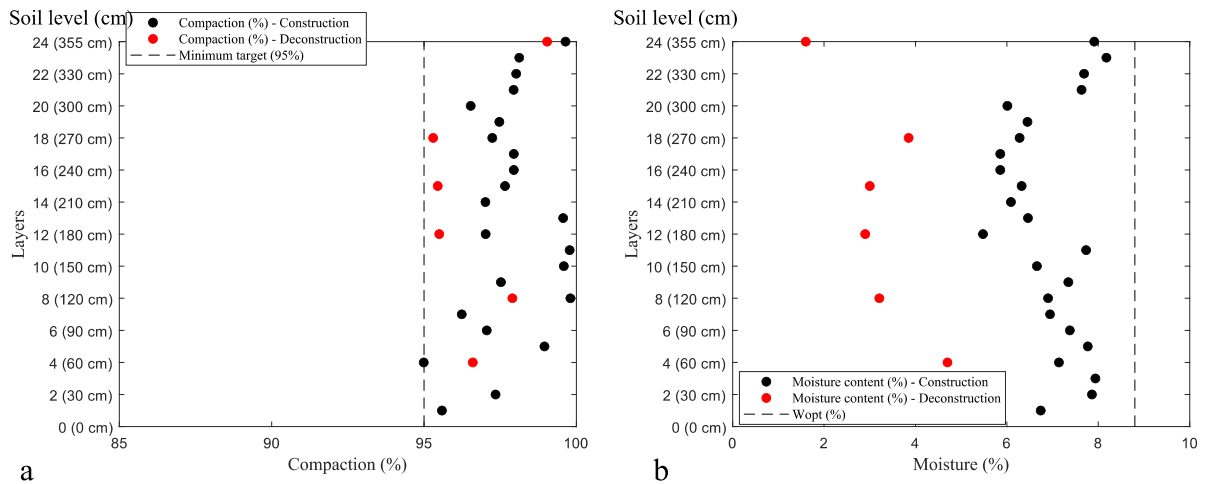 Soil level (cm)
Compaction (%) - Construction
Compaction (%) - Deconstruction
Minimum target (95%)
24 (355 cm)
22 (330 cm)
20 (300 cm)
18 (270 cm)
16 (240 cm)
14 (210 cm)
12 (180 cm)
10 (150 cm)
8 (120 cm)
6 (90 cm)
4 (60 cm)
2 (30 cm)
0 (0 cm)
Layers
85
90
95
100
Compaction (%)
a
Soil level (cm)
24 (355 cm)
22 (330 cm)
20 (300 cm)
18 (270 cm)
16 (240 cm)
14 (210 cm)
12 (180 cm)
10 (150 cm)
8 (120 cm)
6 (90 cm)
4 (60 cm)
2 (30 cm)
0 (0 cm)
Layers
Moisture content (%) - Construction
Moisture content (%) - Deconstruction
Wopt (%)
0
2
4
6
8
10
Moisture (%)
b